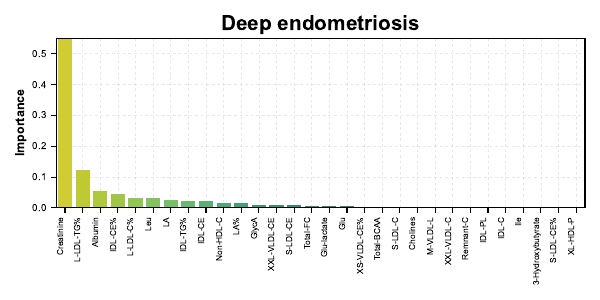 Deep endometriosis
Importance
0.5
0.4
0.3
0.2
0.1
0.0
Creatinine
L-LDL-TG%
Albumin
IDL-CE%
L-LDL-C%
Leu
LA
IDL-TG%
IDL-CE
Non-HDL-C
LA%
GlycA
XXL-VLDL-CE
S-LDL-CE
Total-FC
Glu-lactate
Glu
XS-VLDL-CE%
Total-BCAA
S-LDL-C
Cholines
M-VLDL-L
XXL-VLDL-C
Remnant-C
IDL-PL
IDL-C
Ile
3-Hydroxybutyrate
S-LDL-CE%
XL-HDL-P